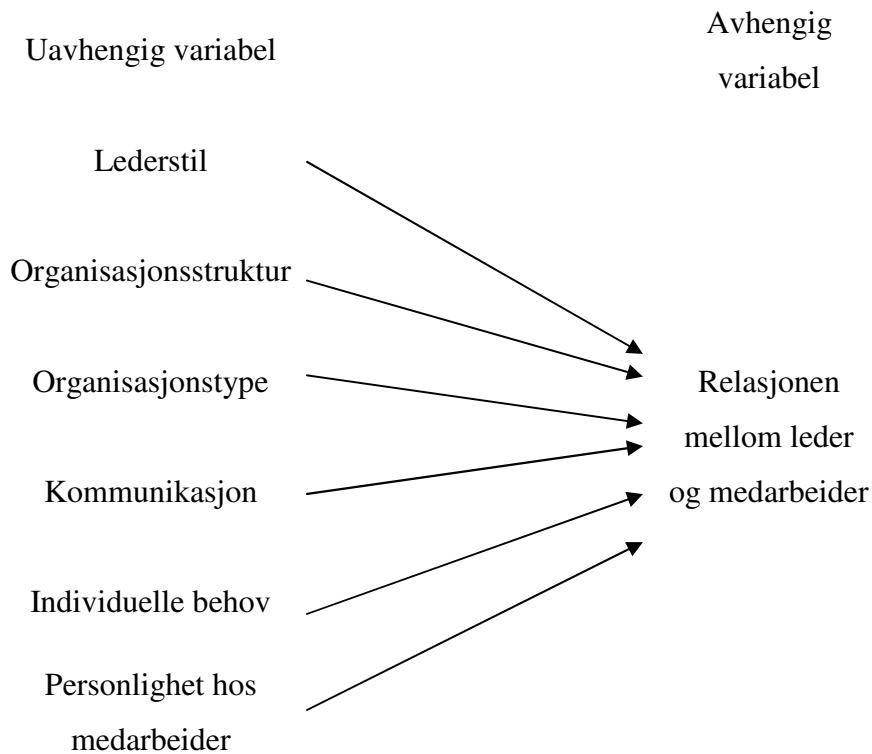 Uavhengig variabel
Avhengig
variabel
Lederstil
Organisasjonsstruktur
Organisasjonstype
Kommunikasjon
Individuelle behov
Personlighet hos
medarbeider
Relasjonen
mellom leder
og medarbeider